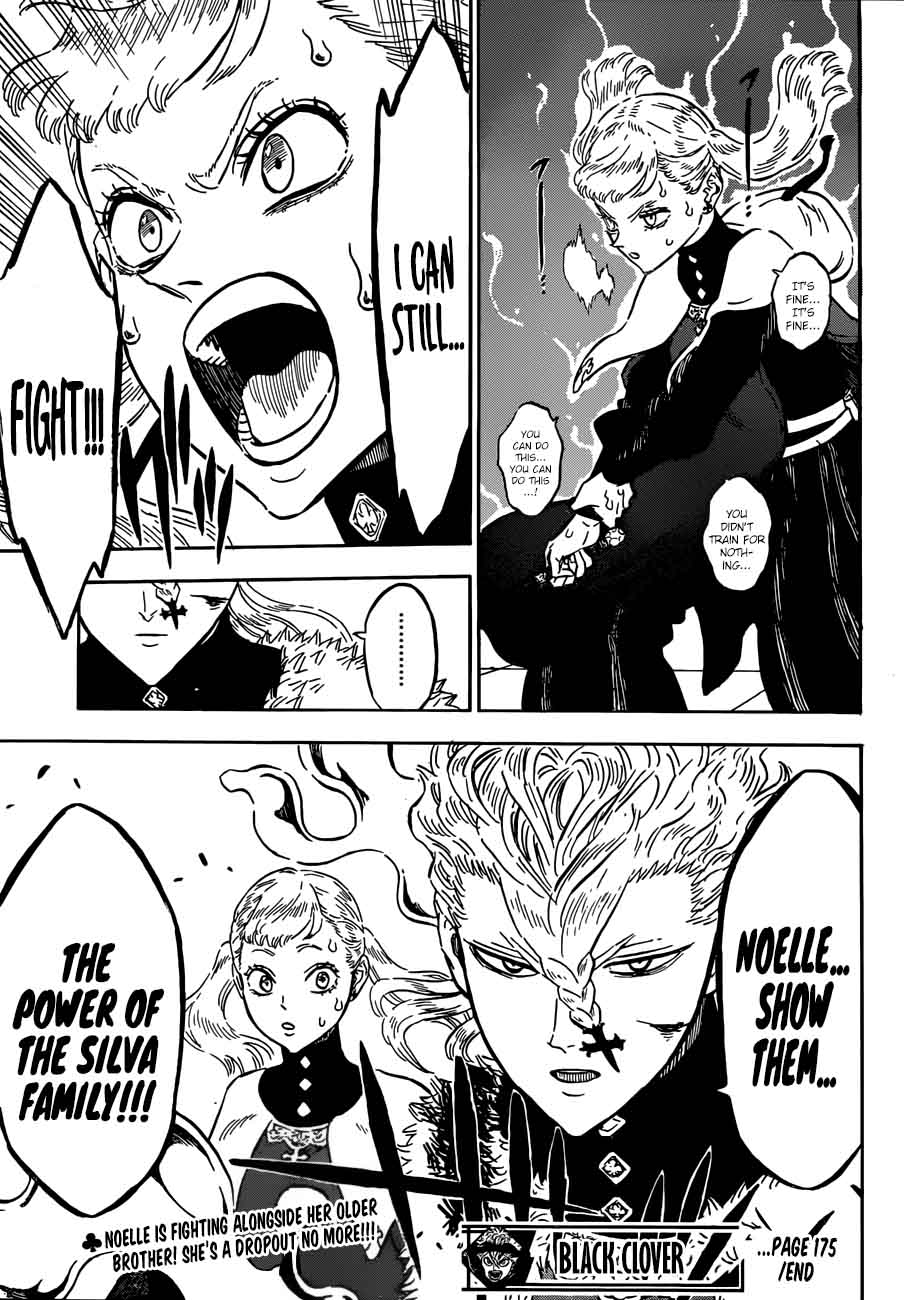 IT'S
FINE...
IT'S
FINE...
YOU
CAN DO
THIS...
YOU CAN
DO THIS
...!
YOU
DIDN'T
TRAIN FOR
NOTH-
ING...
I CAN
STILL...
FIGHT!!!
..........
NOELLE...
SHOW
THEM...
THE
POWER OF
THE SILVA
FAMILY!!!
NOELLE IS FIGHTING ALONGSIDE HER OLDER
BROTHER! SHE'S A DROPOUT NO MORE!!!
BLACK CLOVER
...PAGE 175
/END